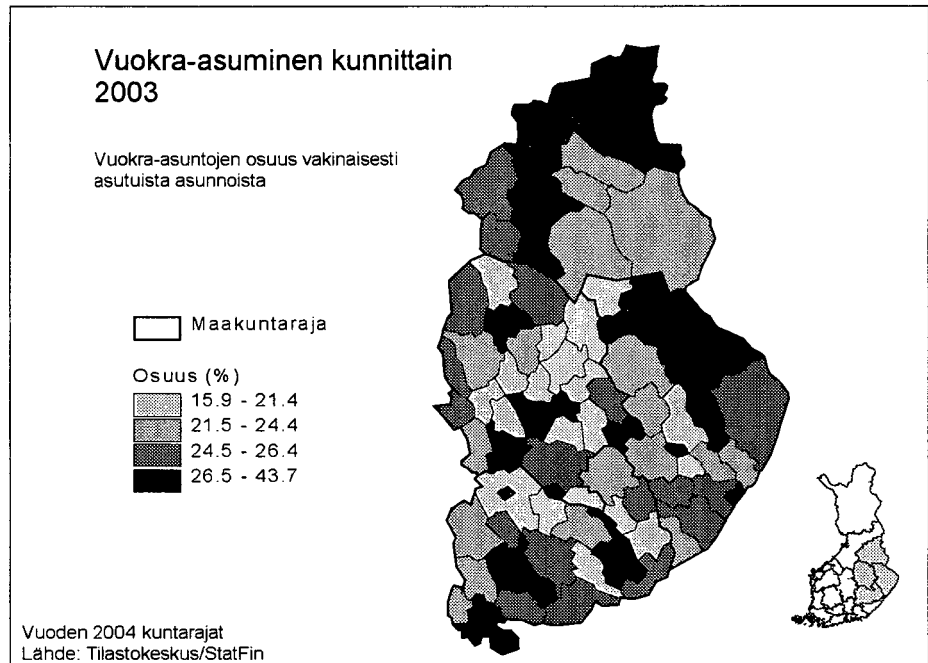 Vuokra-asuminen kunnittain
2003
Vuokra-asuntojen osuus vakinaisesti
asutuista asunnoista
Maakuntaraja
Osuus (%)
15.9 - 21.4
21.5 - 24.4
24.5 - 26.4
26.5 - 43.7
Vuoden 2004 kuntarajat
Lähde: Tilastokeskus/StatFin